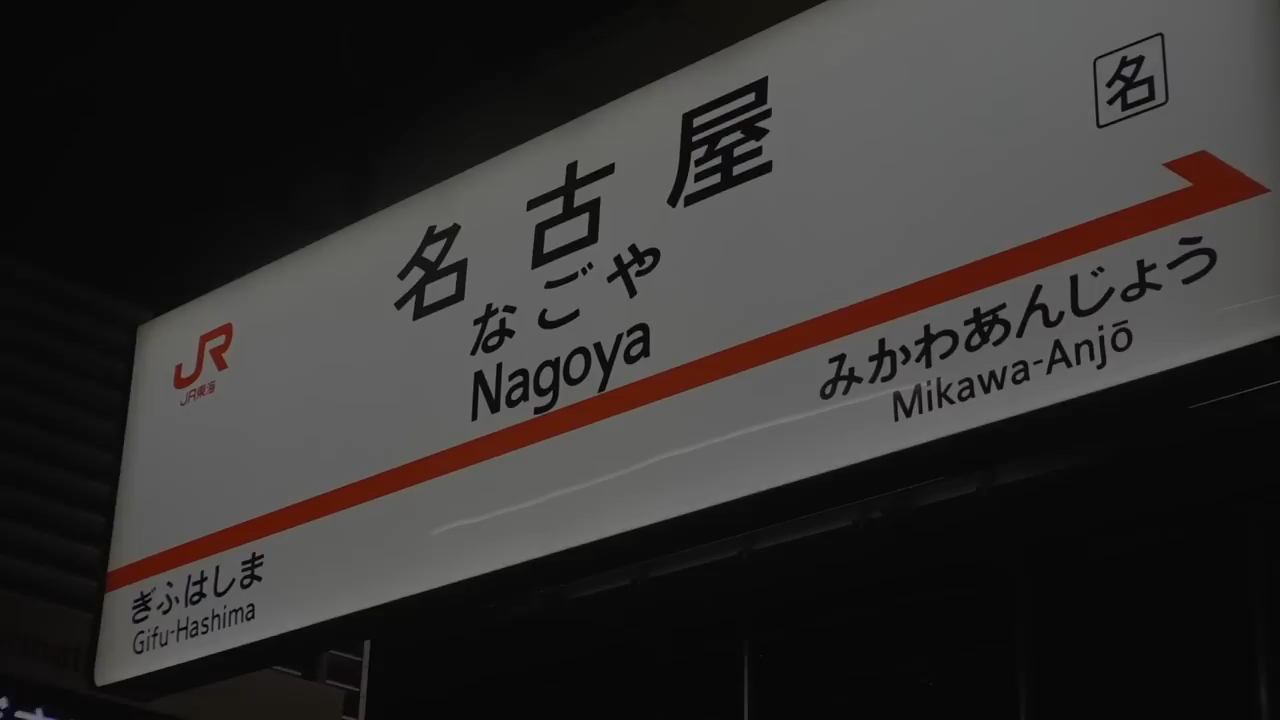 名
名古屋
なごや
Nagoya
JR
JR東海
みかわあんじょう
Mikawa-Anjō
ぎふはしま
Gifu-Hashima